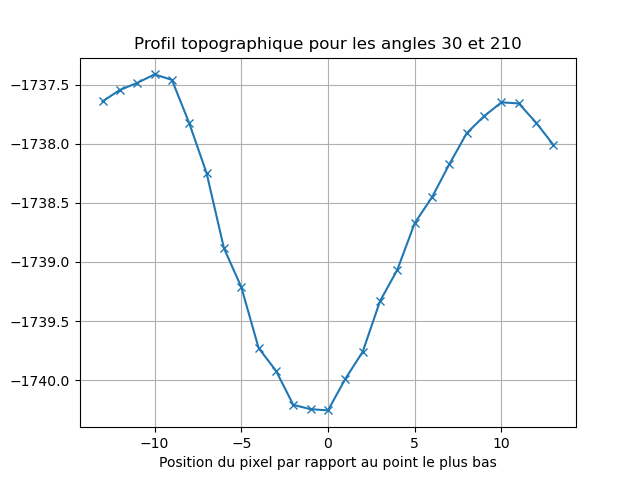 Profil topographique pour les angles 30 et 210
−1737.5
−1738.0
−1738.5
−1739.0
−1739.5
−1740.0
−10 −5 0 5 10
Position du pixel par rapport au point le plus bas